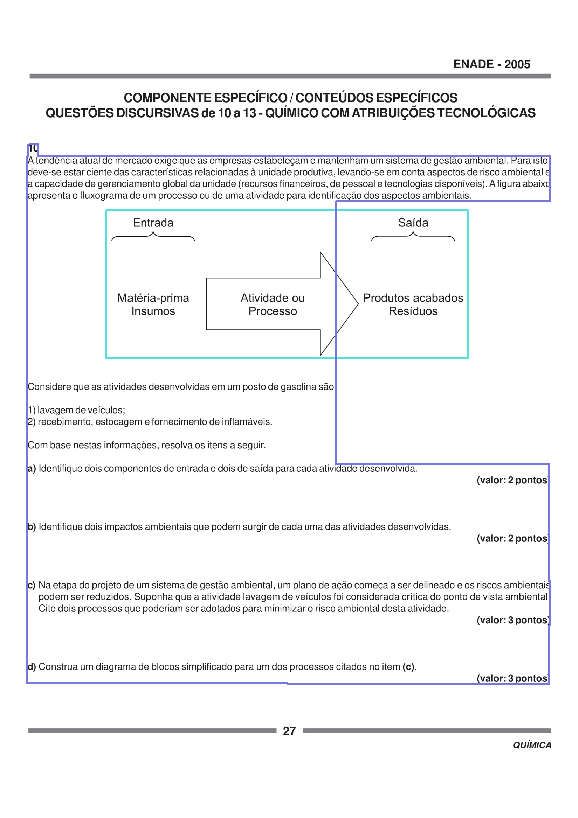 ENADE - 2005
COMPONENTE ESPECÍFICO / CONTEÚDOS ESPECÍFICOS
QUESTÕES DISCURSIVAS de 10 a 13 - QUÍMICO COM ATRIBUIÇÕES TECNOLÓGICAS
10
A tendência atual de mercado exige que as empresas estabeleçam e mantenham um sistema de gestão ambiental. Para isto
deve-se estar ciente das características relacionadas à unidade produtiva, levando-se em conta aspectos de risco ambiental e
a capacidade de gerenciamento global da unidade (recursos financeiros, de pessoal e tecnologias disponíveis). A figura abaixo
apresenta o fluxograma de um processo ou de uma atividade para identificação dos aspectos ambientais.
Entrada Saída
Matéria-prima Atividade ou Produtos acabados
Insumos Processo Resíduos
Considere que as atividades desenvolvidas em um posto de gasolina são
1) lavagem de veículos;
2) recebimento, estocagem e fornecimento de inflamáveis.
Com base nestas informações, resolva os itens a seguir.
a) Identifique dois componentes de entrada e dois de saída para cada atividade desenvolvida.
(valor: 2 pontos)
b) Identifique dois impactos ambientais que podem surgir de cada uma das atividades desenvolvidas.
(valor: 2 pontos)
c) Na etapa do projeto de um sistema de gestão ambiental, um plano de ação começa a ser delineado e os riscos ambientais
podem ser reduzidos. Suponha que a atividade lavagem de veículos foi considerada crítica do ponto de vista ambiental
Cite dois processos que poderiam ser adotados para minimizar o risco ambiental desta atividade.
(valor: 3 pontos)
d) Construa um diagrama de blocos simplificado para um dos processos citados no item (c).
(valor: 3 pontos)
27
QUÍMICA